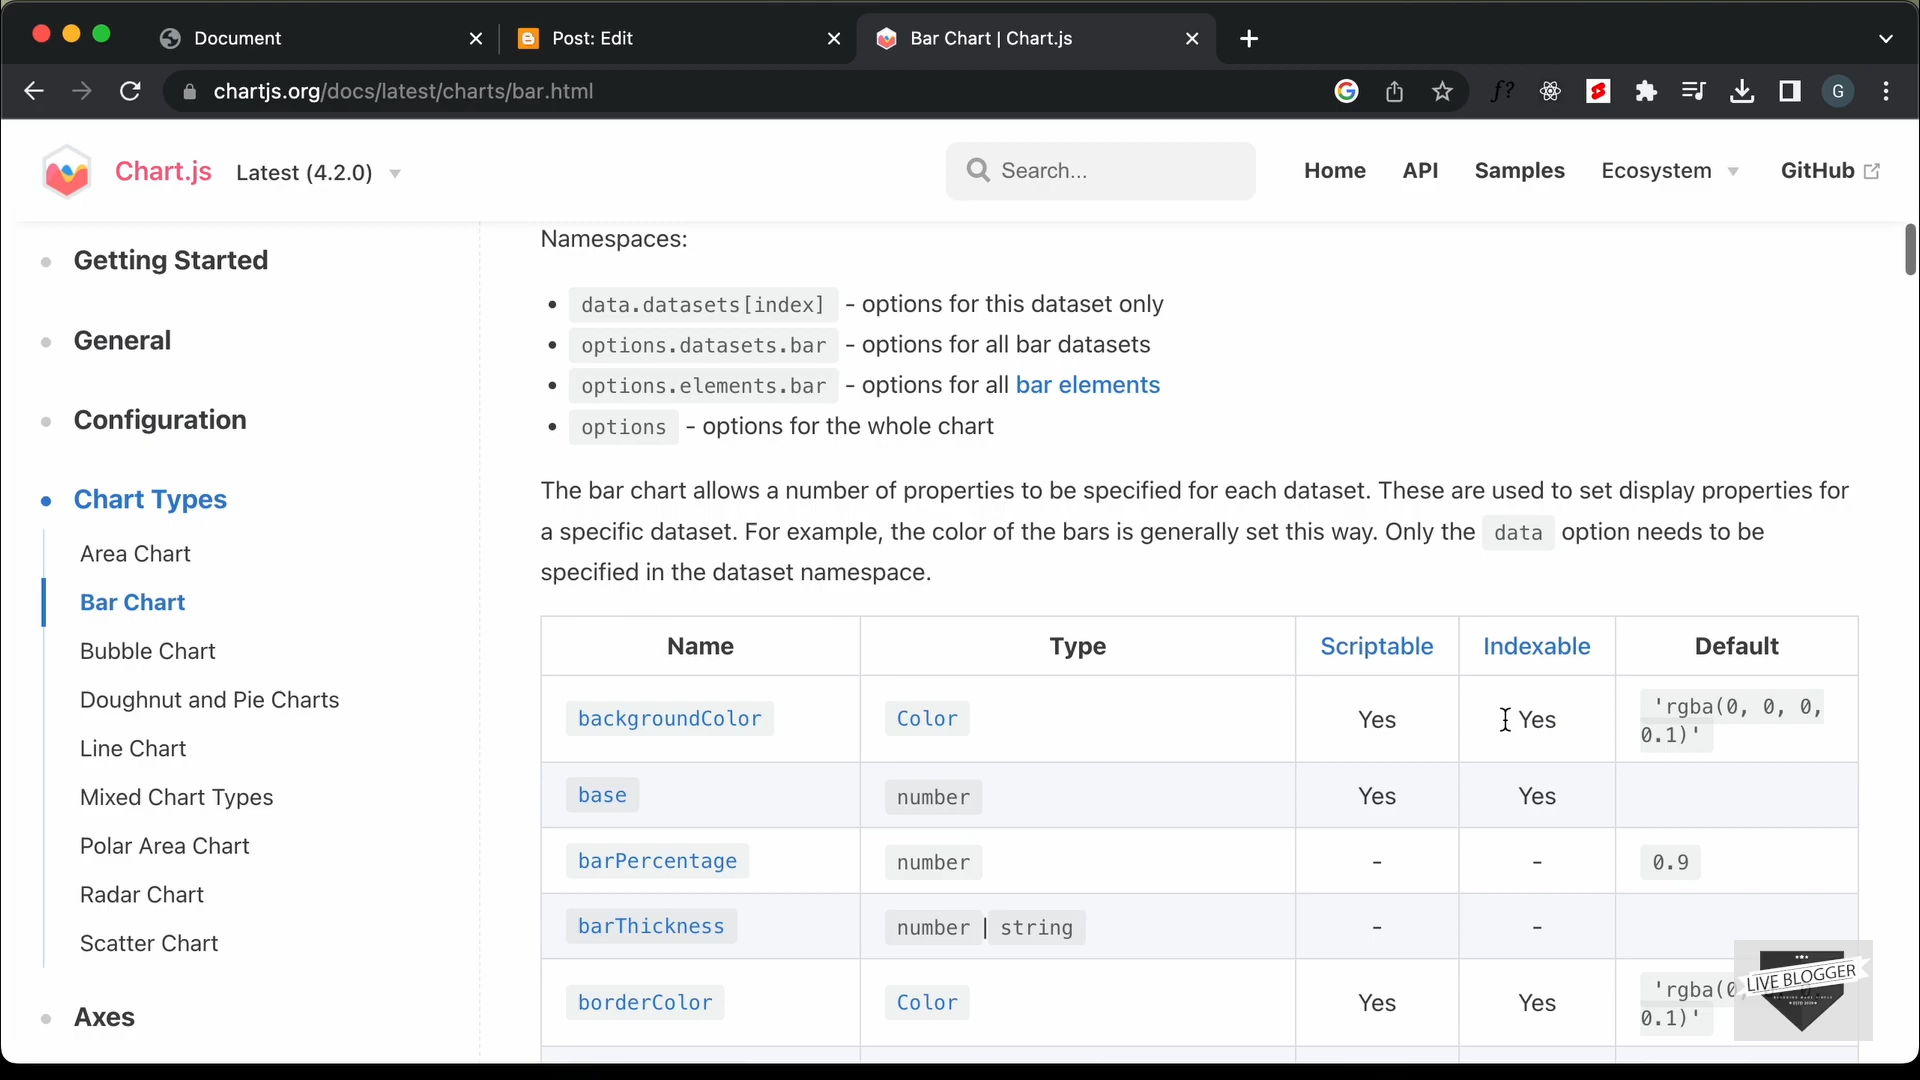 Document
Post: Edit
Bar Chart | Chart.js
chartjs.org/docs/latest/charts/bar.html
f?
G
Chart.js Latest (4.2.0)
Search...
Home API Samples Ecosystem GitHub
Getting Started
General
Configuration
Chart Types
Area Chart
Bar Chart
Bubble Chart
Doughnut and Pie Charts
Line Chart
Mixed Chart Types
Polar Area Chart
Radar Chart
Scatter Chart
Axes
Namespaces:
data.datasets[index] - options for this dataset only
options.datasets.bar - options for all bar datasets
options.elements.bar - options for all bar elements
options - options for the whole chart
The bar chart allows a number of properties to be specified for each dataset. These are used to set display properties for
a specific dataset. For example, the color of the bars is generally set this way. Only the data option needs to be
specified in the dataset namespace.
Name Type Scriptable Indexable Default
backgroundColor Color Yes Yes 'rgba(0, 0, 0,
0.1)'
base number Yes Yes
barPercentage number - - 0.9
barThickness number | string - -
borderColor Color Yes Yes 'rgba(0,
0.1)'
LIVE BLOGGER